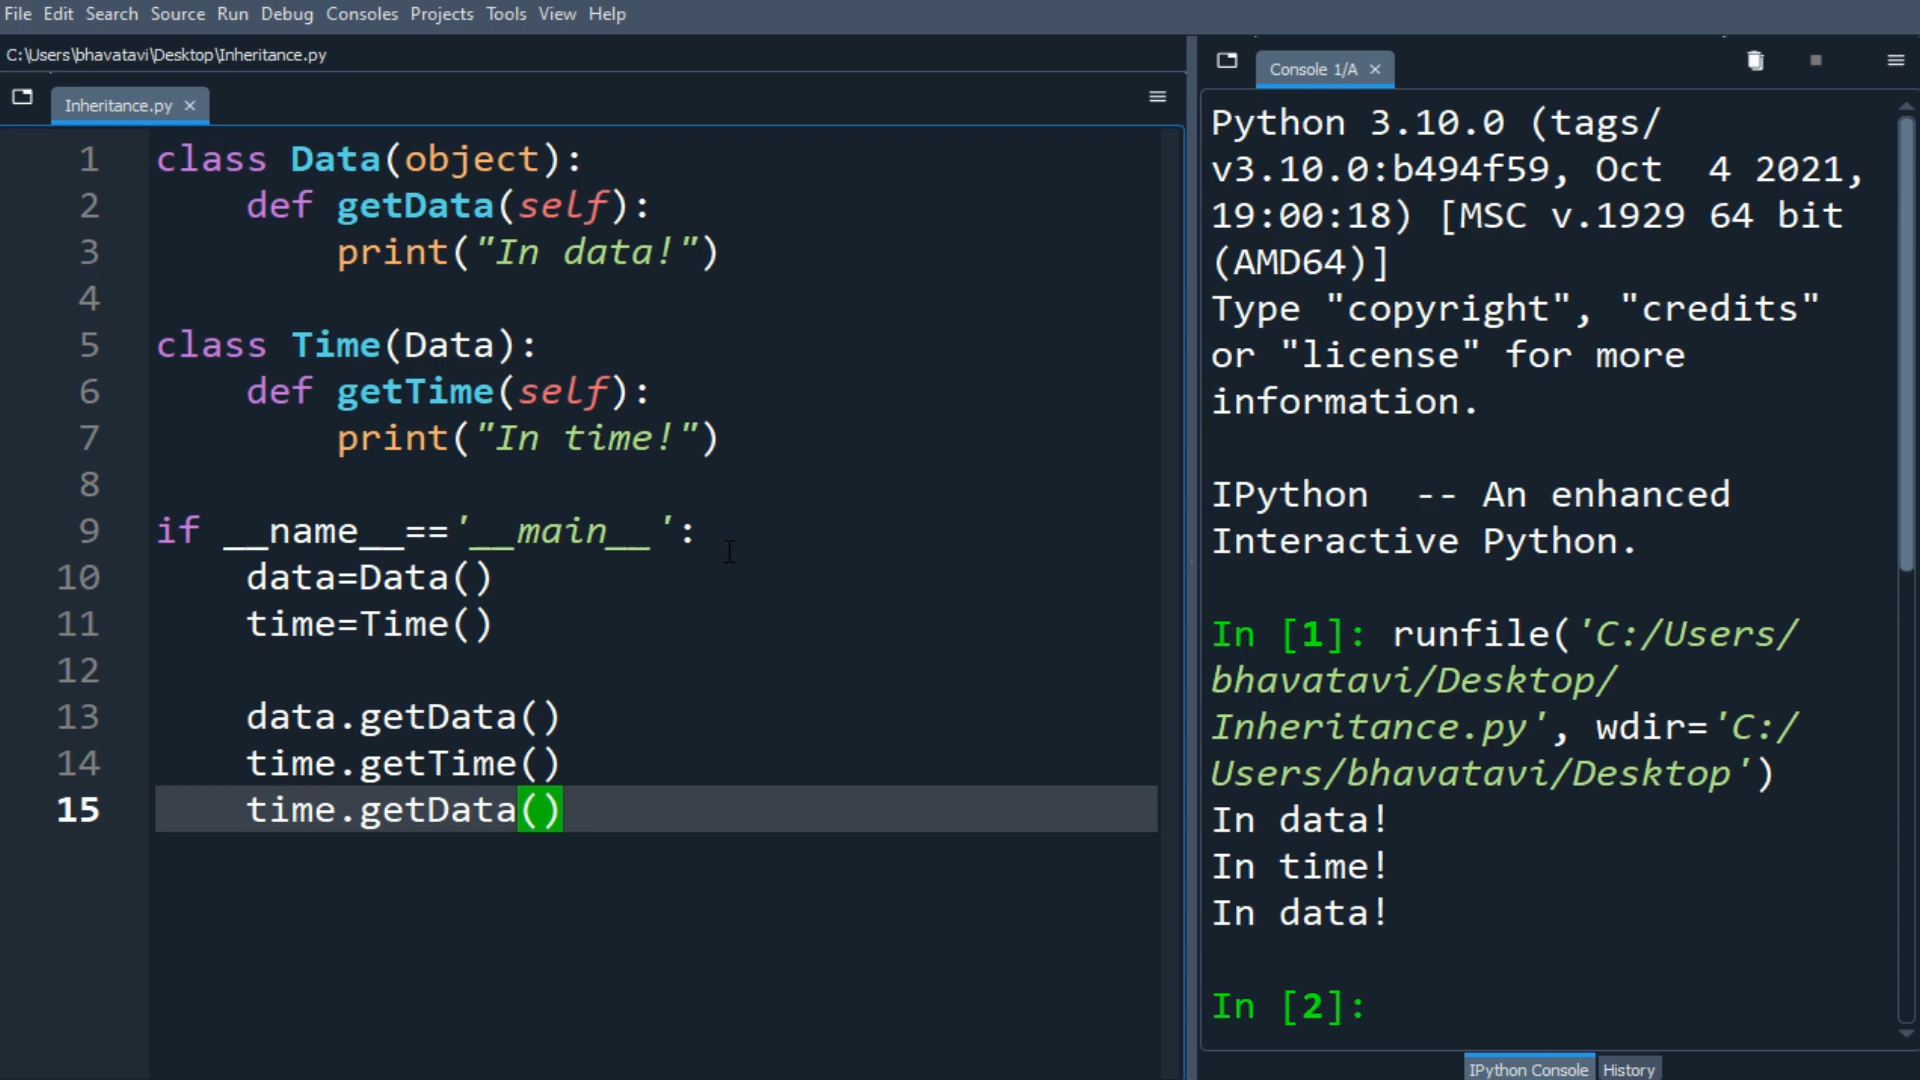 File Edit Search Source Run Debug Consoles Projects Tools View Help
C:\Users\bhavatavi\Desktop\Inheritance.py
Inheritance.py
1 class Data(object):
2     def getData(self):
3         print("In data!")
4
5 class Time(Data):
6     def getTime(self):
7         print("In time!")
8
9 if __name__=='__main__':
10     data=Data()
11     time=Time()
12
13     data.getData()
14     time.getTime()
15     time.getData()
Console 1/A
Python 3.10.0 (tags/
v3.10.0:b494f59, Oct  4 2021,
19:00:18) [MSC v.1929 64 bit
(AMD64)]
Type "copyright", "credits"
or "license" for more
information.
IPython  -- An enhanced
Interactive Python.
In [1]: runfile('C:/Users/
bhavatavi/Desktop/
Inheritance.py', wdir='C:/
Users/bhavatavi/Desktop')
In data!
In time!
In data!
In [2]:
IPython Console History